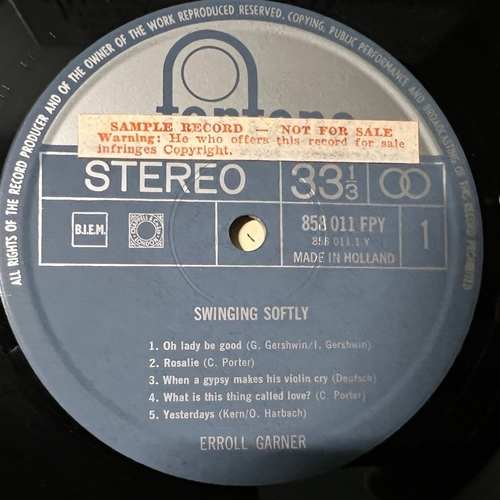 ALL RIGHTS OF THE RECORD PRODUCER AND OF THE OWNER OF THE WORK REPRODUCED RESERVED. COPYING, PUBLIC PERFORMANCE AND BROADCASTING OF THIS RECORD PROHIBITED
fontana
SAMPLE RECORD — NOT FOR SALE
Warning: He who offers this record for sale
infringes Copyright.
STEREO
33 1/3
B.I.E.M.
858 011 FPY
858 011 1 Y
MADE IN HOLLAND
1
SWINGING SOFTLY
1. Oh lady be good (G. Gershwin/I. Gershwin)
2. Rosalie (C. Porter)
3. When a gypsy makes his violin cry (Deutsch)
4. What is this thing called love? (C. Porter)
5. Yesterdays (Kern/O. Harbach)
ERROLL GARNER